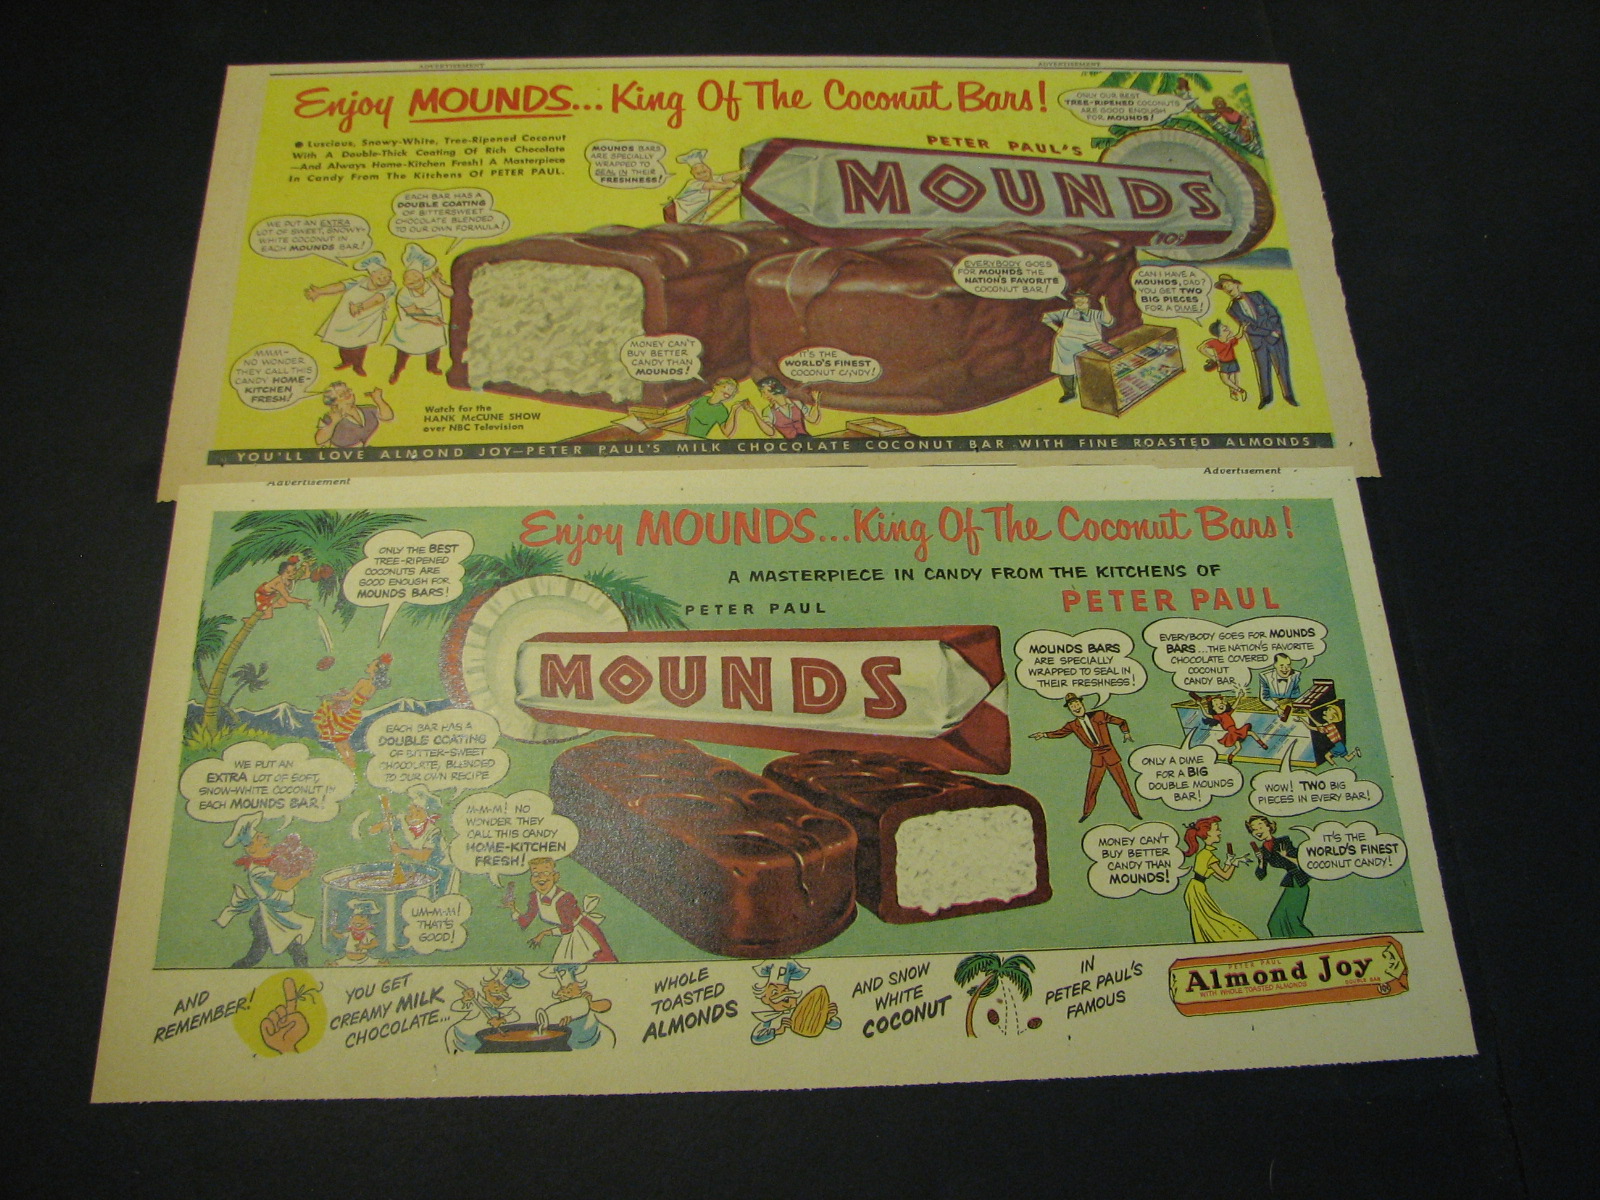 ADVERTISEMENT
ADVERTISEMENT
Enjoy MOUNDS... King Of The Coconut Bars!
● Luscious, Snowy-White, Tree-Ripened Coconut
With A Double-Thick Coating Of Rich Chocolate
—And Always Home-Kitchen Fresh! A Masterpiece
In Candy From The Kitchens Of PETER PAUL.
MOUNDS BARS
ARE SPECIALLY
WRAPPED TO
SEAL IN THEIR
FRESHNESS!
ONLY OUR BEST
TREE-RIPENED COCONUTS
ARE GOOD ENOUGH
FOR MOUNDS!
PETER PAUL'S
MOUNDS
10¢
WE PUT AN EXTRA
LOT OF SWEET, SNOWY-
WHITE COCONUT IN
EACH MOUNDS BAR!
EACH BAR HAS A
DOUBLE COATING
OF BITTERSWEET
CHOCOLATE BLENDED
TO OUR OWN FORMULA!
EVERYBODY GOES
FOR MOUNDS THE
NATION'S FAVORITE
COCONUT BAR!
CAN I HAVE A
MOUNDS, DAD?
YOU GET TWO
BIG PIECES
FOR A DIME!
MMM-
NO WONDER
THEY CALL THIS
CANDY HOME-
KITCHEN
FRESH!
MONEY CAN'T
BUY BETTER
CANDY THAN
MOUNDS!
IT'S THE
WORLD'S FINEST
COCONUT CANDY!
Watch for the
HANK McCUNE SHOW
over NBC Television
YOU'LL LOVE ALMOND JOY—PETER PAUL'S MILK CHOCOLATE COCONUT BAR WITH FINE ROASTED ALMONDS
Advertisement
Advertisement
Enjoy MOUNDS...King Of The Coconut Bars!
A MASTERPIECE IN CANDY FROM THE KITCHENS OF
PETER PAUL
ONLY THE BEST
TREE-RIPENED
COCONUTS ARE
GOOD ENOUGH FOR
MOUNDS BARS!
PETER PAUL
MOUNDS
MOUNDS BARS
ARE SPECIALLY
WRAPPED TO SEAL IN
THEIR FRESHNESS!
EVERYBODY GOES FOR MOUNDS
BARS...THE NATION'S FAVORITE
CHOCOLATE COVERED
COCONUT
CANDY BAR
EACH BAR HAS A
DOUBLE COATING
OF BITTER-SWEET
CHOCOLATE, BLENDED
TO OUR OWN RECIPE
WE PUT AN
EXTRA LOT OF SOFT,
SNOW-WHITE COCONUT IN
EACH MOUNDS BAR!
M-M-M! NO
WONDER THEY
CALL THIS CANDY
HOME-KITCHEN
FRESH!
UM-M-M!
THAT'S
GOOD!
ONLY A DIME
FOR A BIG
DOUBLE MOUNDS
BAR!
WOW! TWO BIG
PIECES IN EVERY BAR!
MONEY CAN'T
BUY BETTER
CANDY THAN
MOUNDS!
IT'S THE
WORLD'S FINEST
COCONUT CANDY!
AND
REMEMBER!
YOU GET
CREAMY MILK
CHOCOLATE...
WHOLE
TOASTED
ALMONDS
P
AND SNOW
WHITE
COCONUT
IN
PETER PAUL'S
FAMOUS
PETER PAUL
Almond Joy
WITH WHOLE TOASTED ALMONDS
DOUBLE BAR
10¢